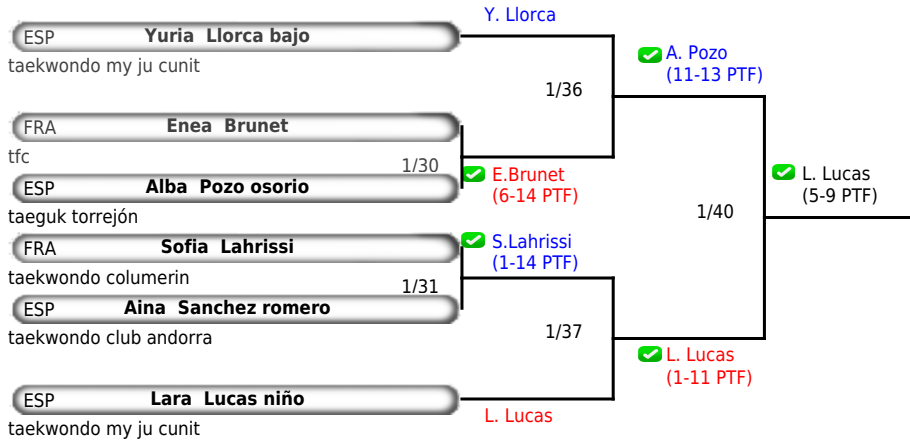 Y. Llorca
ESP Yuria Llorca bajo
taekwondo my ju cunit
A. Pozo
(11-13 PTF)
1/36
FRA Enea Brunet
tfc
1/30
E.Brunet
(6-14 PTF)
ESP Alba Pozo osorio
taeguk torrejón
L. Lucas
(5-9 PTF)
1/40
FRA Sofia Lahrissi
taekwondo columerin
S.Lahrissi
(1-14 PTF)
1/31
ESP Aina Sanchez romero
taekwondo club andorra
1/37
L. Lucas
(1-11 PTF)
ESP Lara Lucas niño
taekwondo my ju cunit
L. Lucas